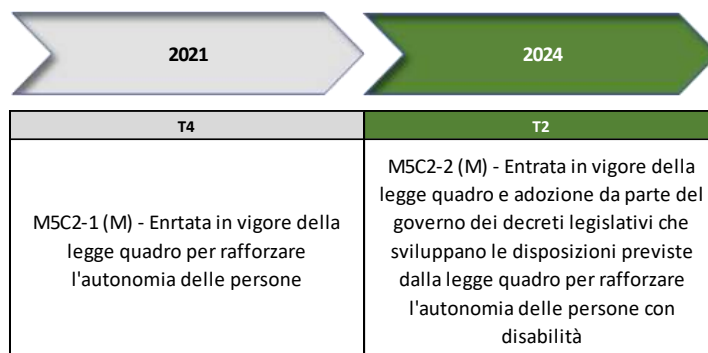 2021
2024
T4
T2
M5C2-1 (M) - Enrtata in vigore della
legge quadro per rafforzare
l'autonomia delle persone
M5C2-2 (M) - Entrata in vigore della
legge quadro e adozione da parte del
governo dei decreti legislativi che
sviluppano le disposizioni previste
dalla legge quadro per rafforzare
l'autonomia delle persone con
disabilità